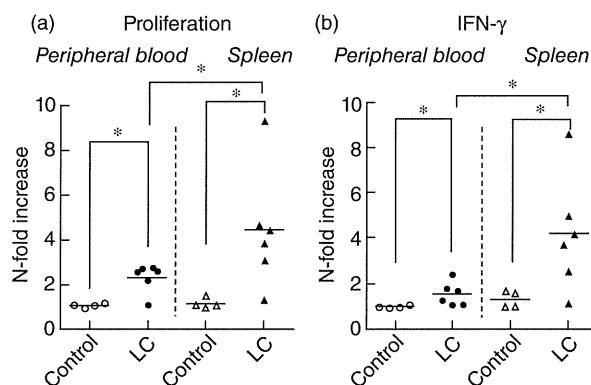 (a) Proliferation
Peripheral blood Spleen
*
*
*
N-fold increase
10
8
6
4
2
0
Control LC Control LC
(b) IFN-γ
Peripheral blood Spleen
*
*
*
N-fold increase
10
8
6
4
2
0
Control LC Control LC